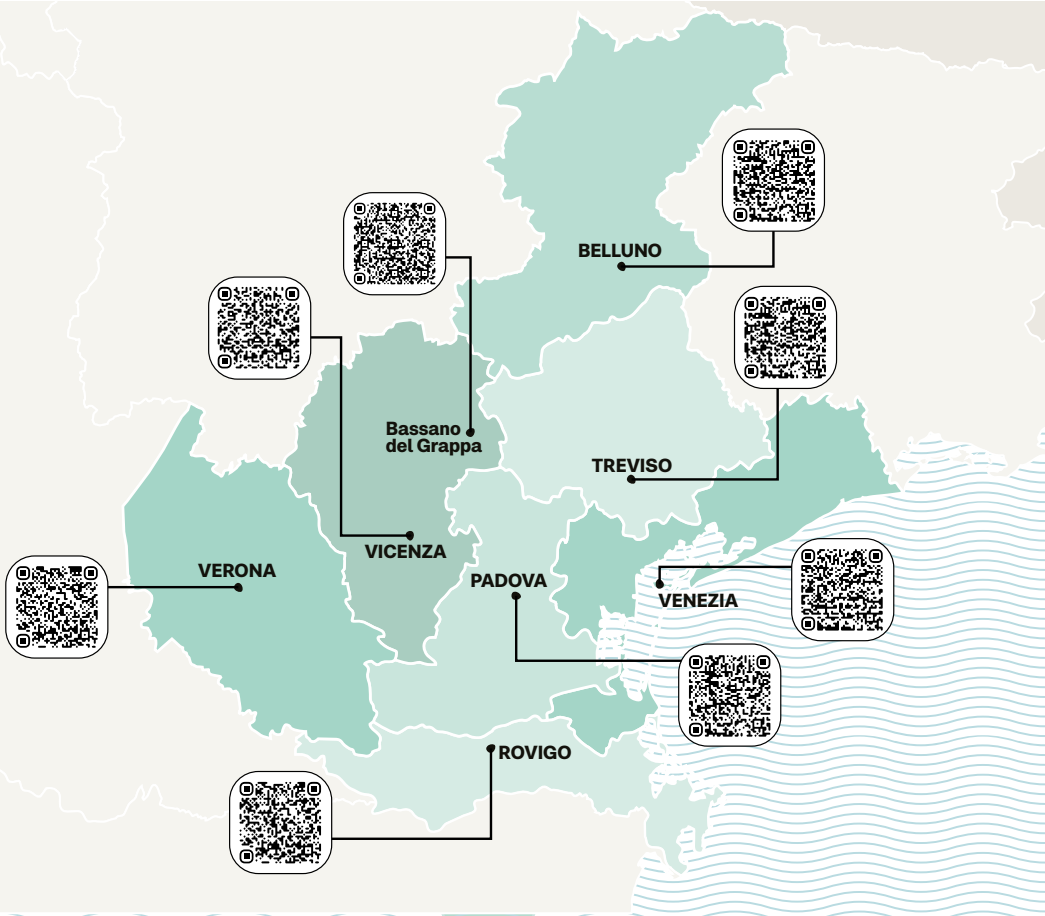 BELLUNO
Bassano
del Grappa
TREVISO
VICENZA
VERONA
PADOVA
VENEZIA
ROVIGO